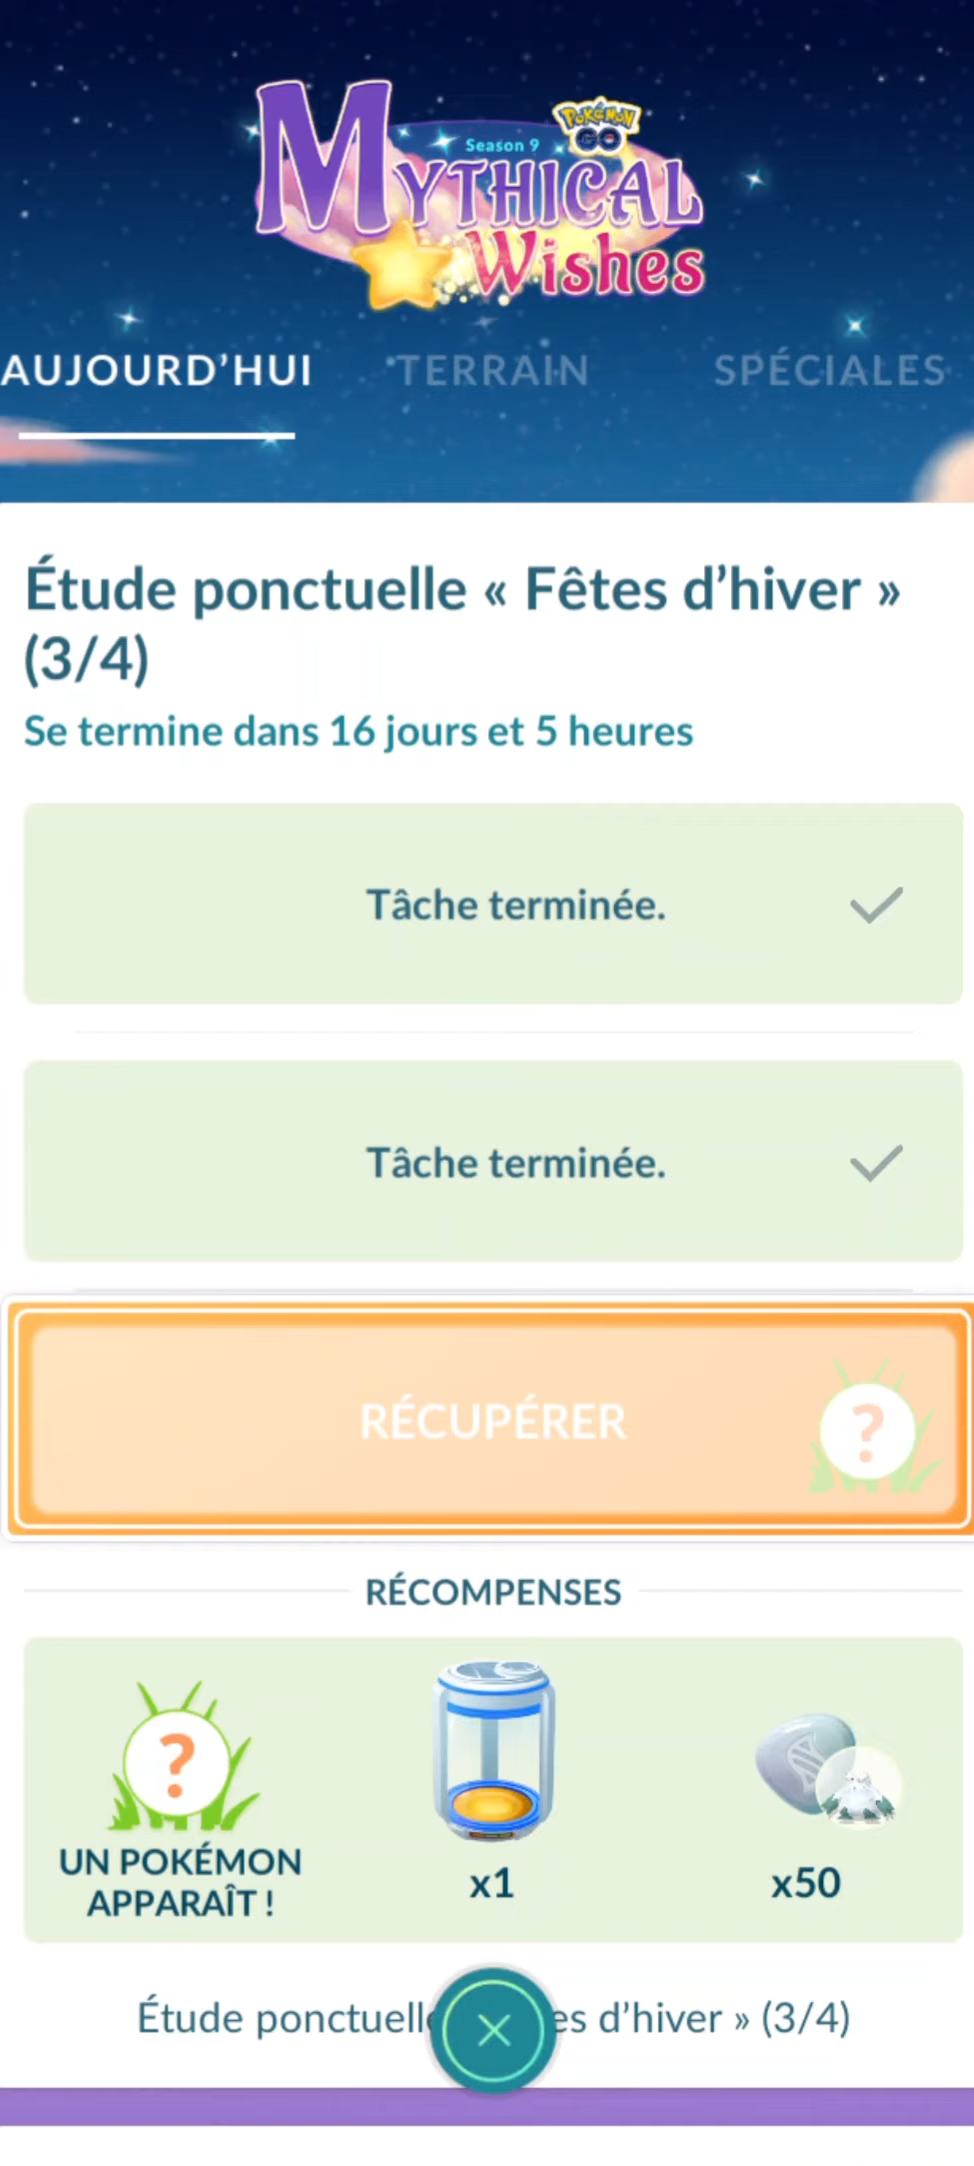 POKÉMON
GO
Season 9
MYTHICAL
Wishes
AUJOURD’HUI TERRAIN SPÉCIALES
Étude ponctuelle « Fêtes d’hiver »
(3/4)
Se termine dans 16 jours et 5 heures
Tâche terminée.
Tâche terminée.
RÉCUPÉRER ?
RÉCOMPENSES
?
UN POKÉMON
APPARAÎT !
x1 x50
Étude ponctuell es d’hiver » (3/4)